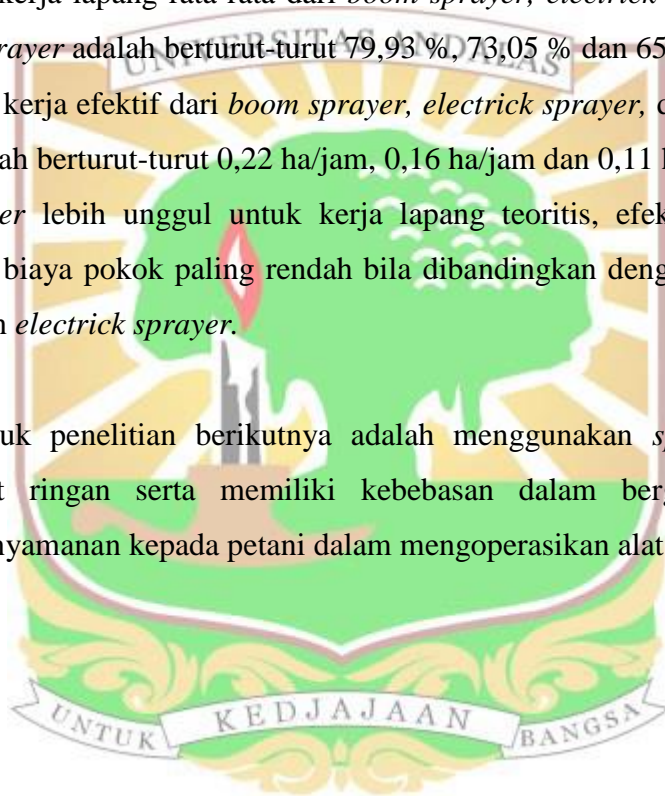 kerja lapang rata-rata dari boom sprayer, electrick
rayer adalah berturut-turut 79,93 %, 73,05 % dan 65
UNIVERSITAS ANDALAS
kerja efektif dari boom sprayer, electrick sprayer,
ah berturut-turut 0,22 ha/jam, 0,16 ha/jam dan 0,11
er lebih unggul untuk kerja lapang teoritis, efek
biaya pokok paling rendah bila dibandingkan deng
n electrick sprayer.
uk penelitian berikutnya adalah menggunakan sp
t ringan serta memiliki kebebasan dalam berg
nyamanan kepada petani dalam mengoperasikan alat
UNTUK KEDJAJAAN BANGSA